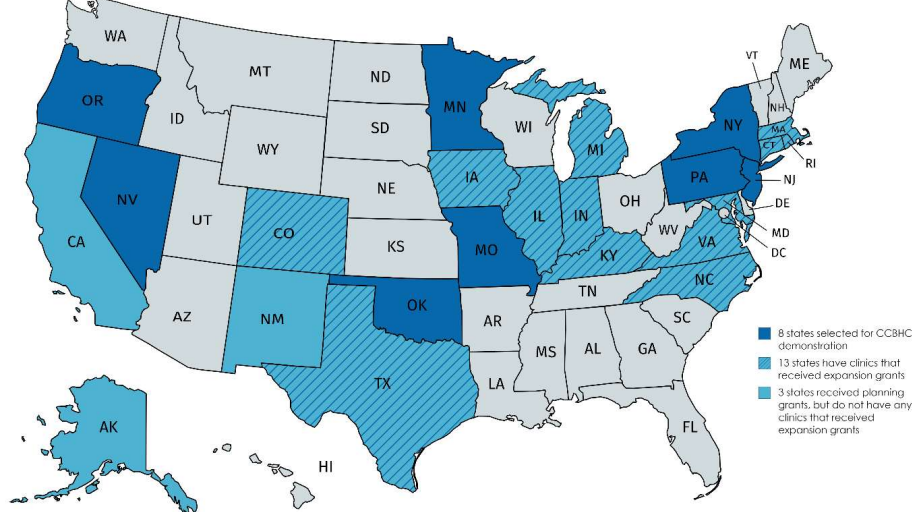 WA
MT
ND
MN
VT
ME
OR
ID
SD
WI
MI
NY
NH
MA
CT
RI
WY
IA
PA
NJ
NE
NV
UT
CO
IL
IN
OH
DE
WV
MD
CA
KS
MO
KY
VA
DC
AZ
NM
OK
TN
NC
AR
SC
MS
AL
GA
TX
LA
AK
FL
HI
8 states selected for CCBHC
demonstration
13 states have clinics that
received expansion grants
3 states received planning
grants, but do not have any
clinics that received
expansion grants